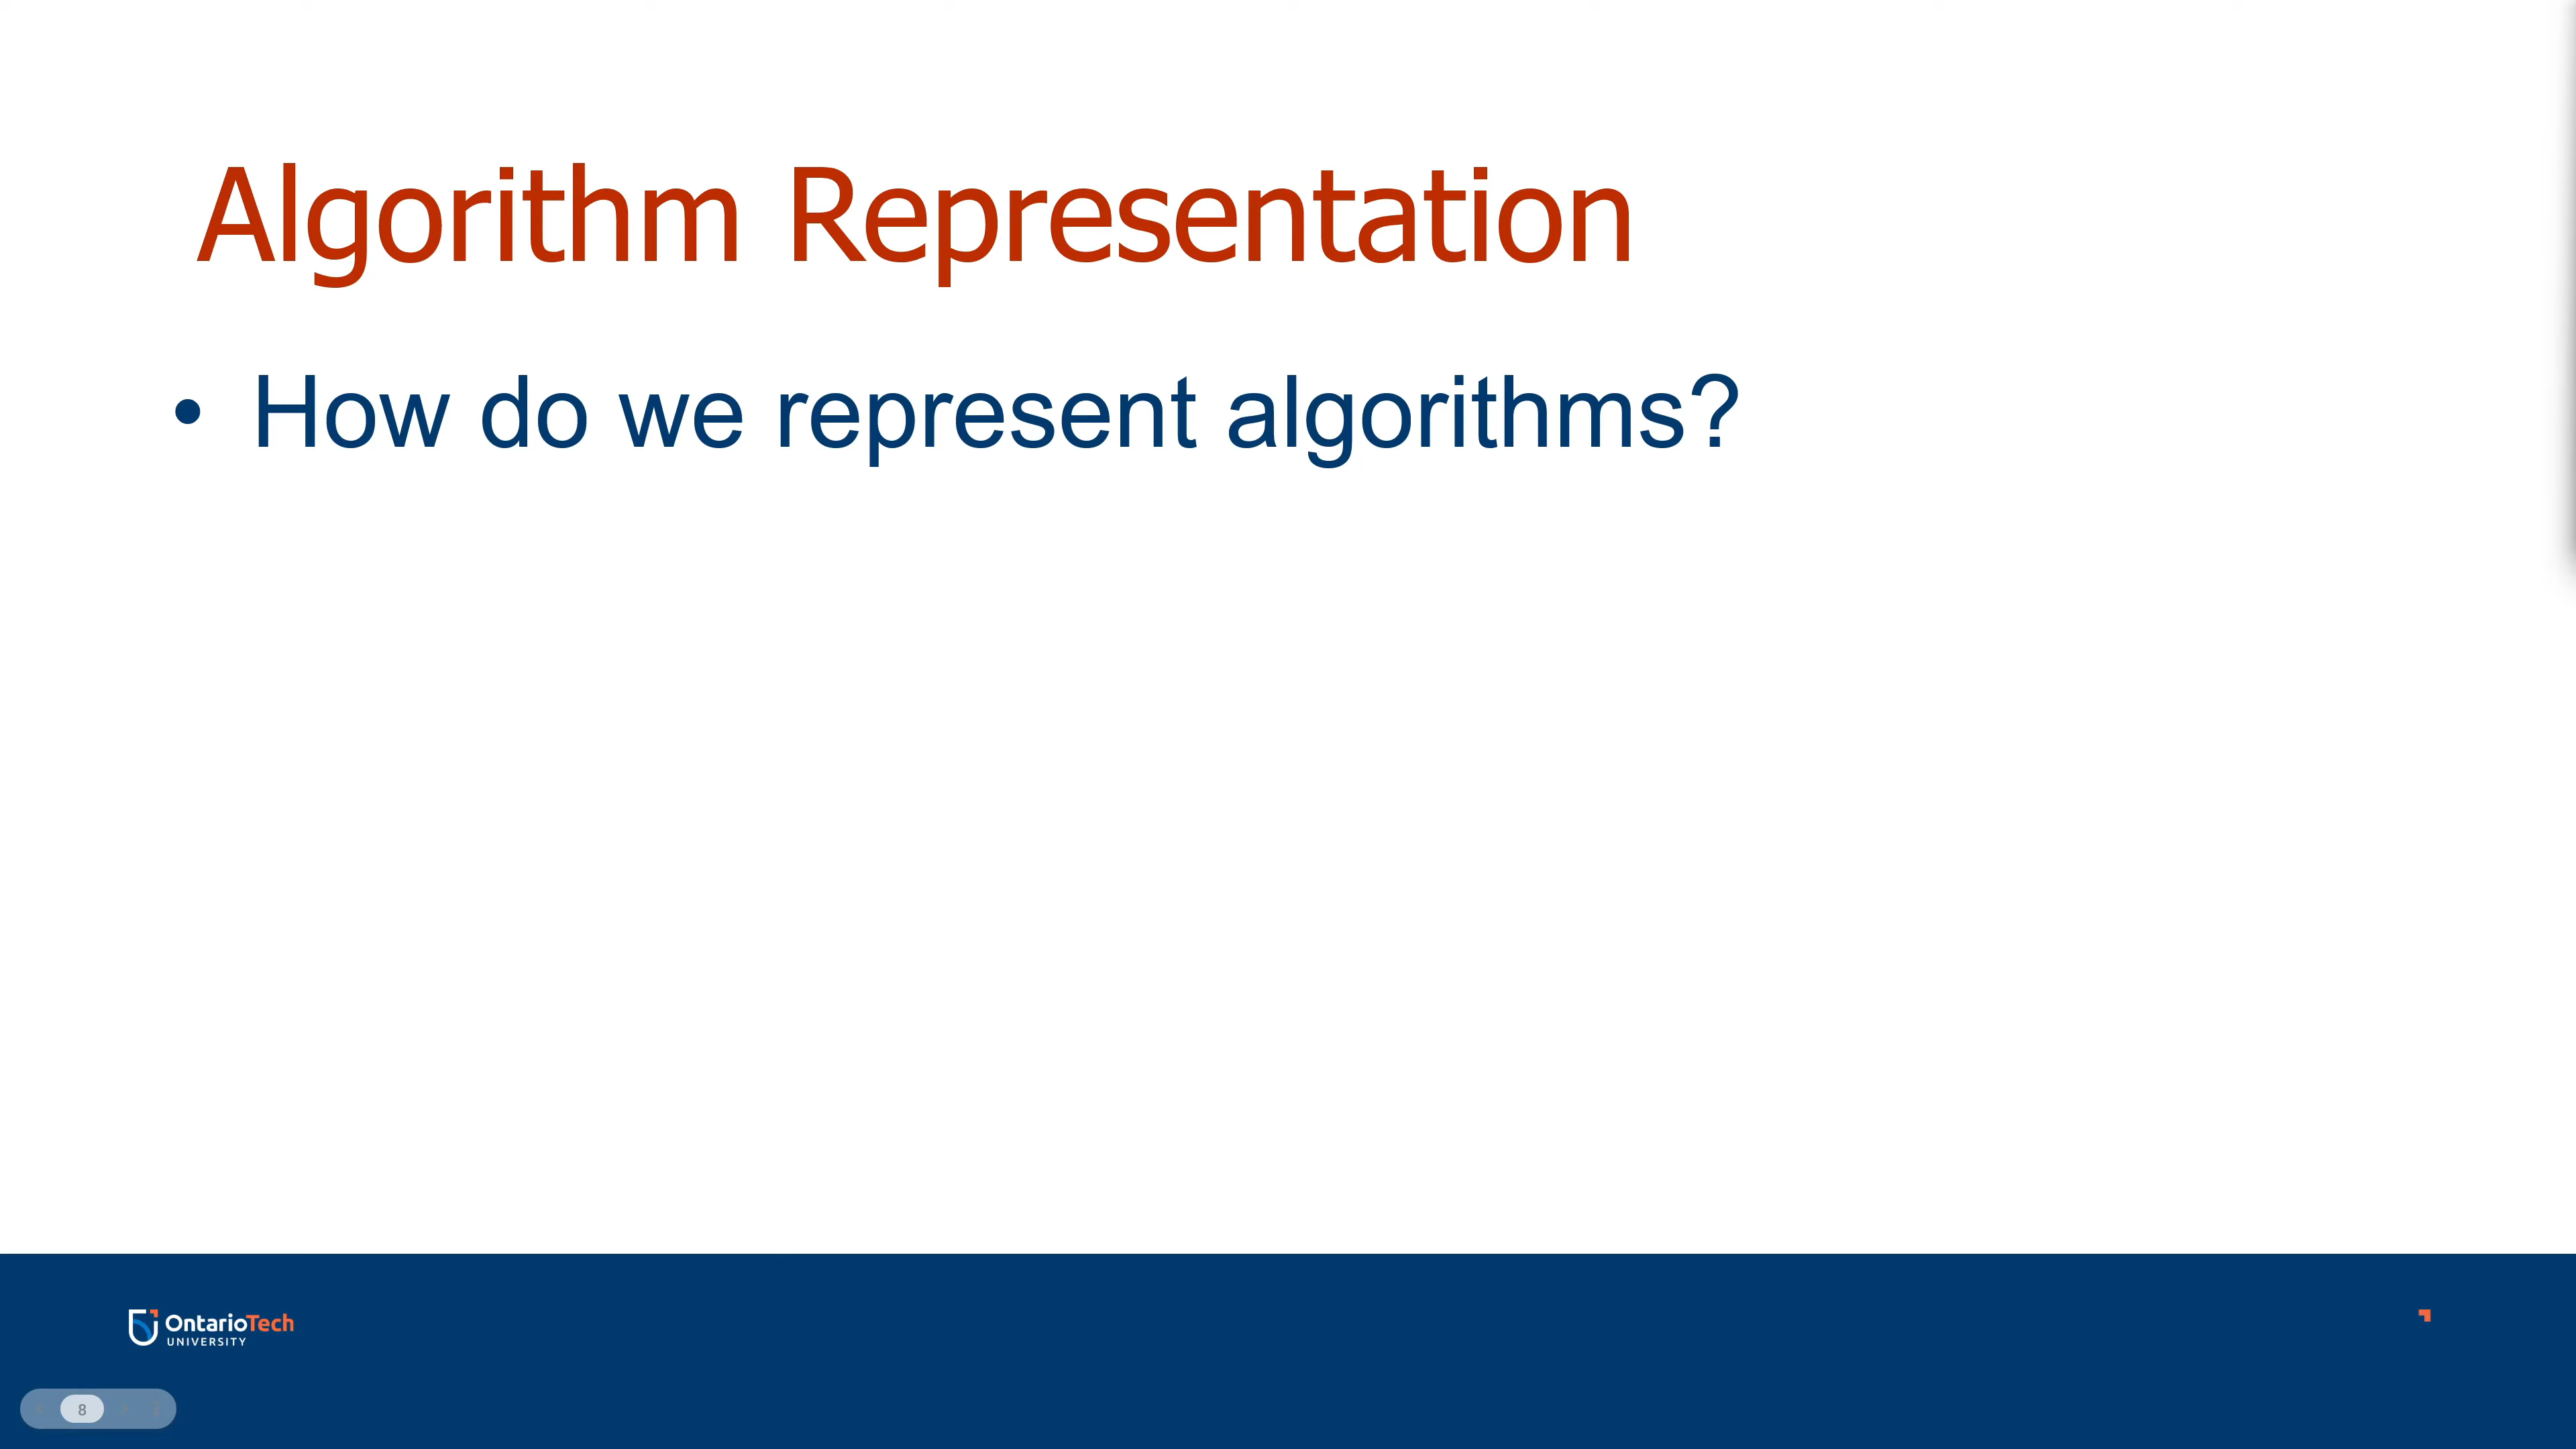 Algorithm Representation
• How do we represent algorithms?
OntarioTech
UNIVERSITY
8